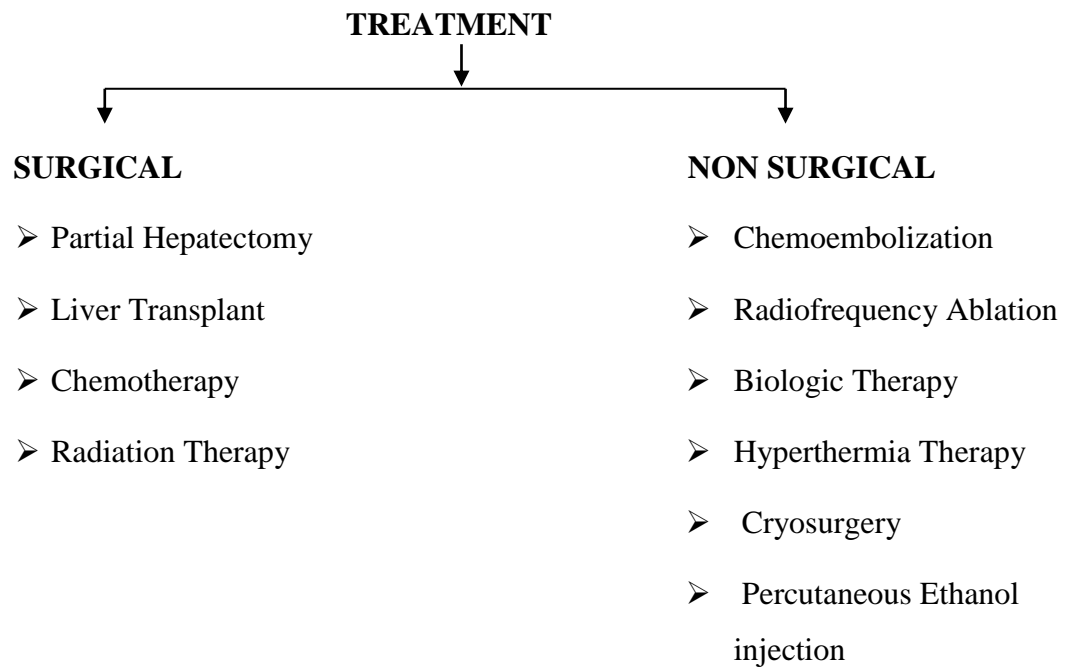 TREATMENT
SURGICAL
➢ Partial Hepatectomy
➢ Liver Transplant
➢ Chemotherapy
➢ Radiation Therapy
NON SURGICAL
➢ Chemoembolization
➢ Radiofrequency Ablation
➢ Biologic Therapy
➢ Hyperthermia Therapy
➢ Cryosurgery
➢ Percutaneous Ethanol
injection